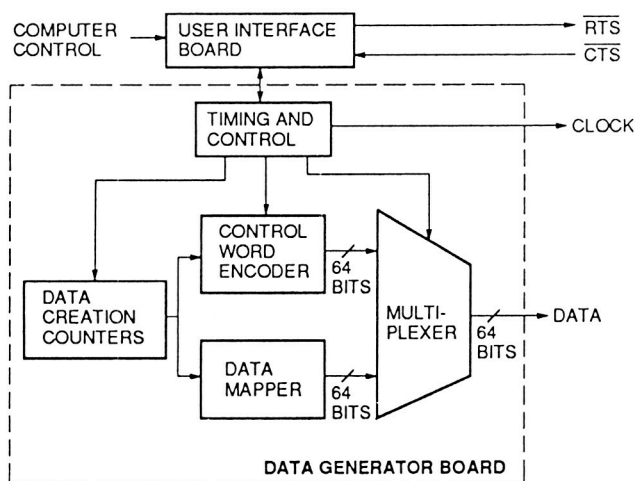 COMPUTER
CONTROL
USER INTERFACE
BOARD
RTS
CTS
TIMING AND
CONTROL
CLOCK
CONTROL
WORD
ENCODER
64
BITS
DATA
CREATION
COUNTERS
MULTI-
PLEXER
DATA
64
BITS
DATA
MAPPER
64
BITS
DATA GENERATOR BOARD